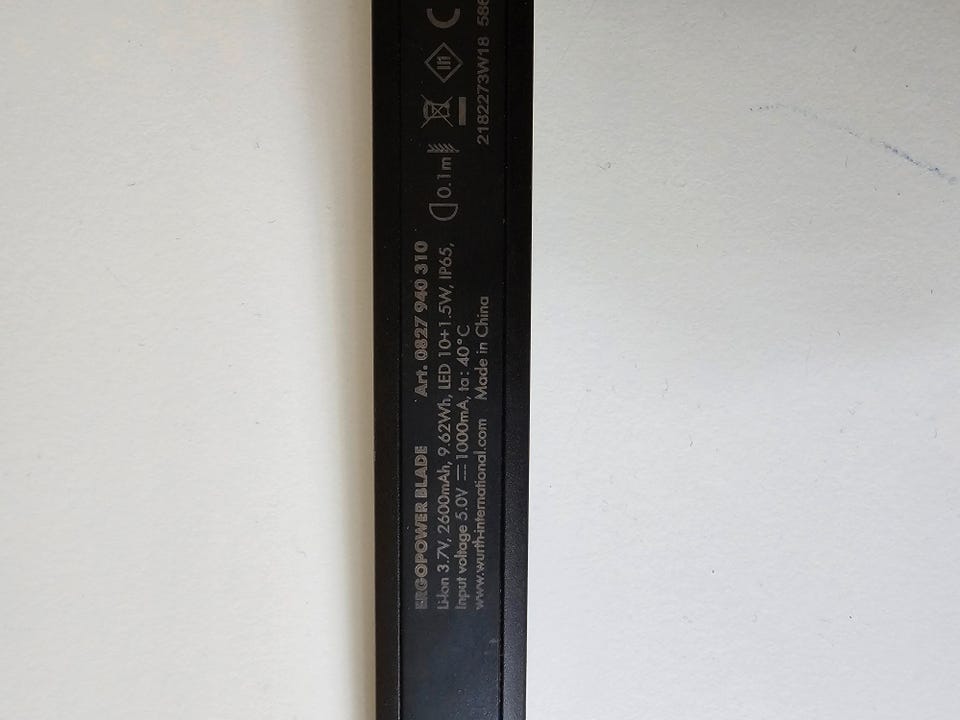 ERGOPOWER BLADE Art. 0827 940 310
Li-Ion 3.7V, 2600mAh, 9.62Wh, LED 10+1.5W, IP65,
Input voltage 5.0V ⎓ 1000mA, ta: 40°C
www.wurth-international.com Made in China
0.1m
2182273W18 586